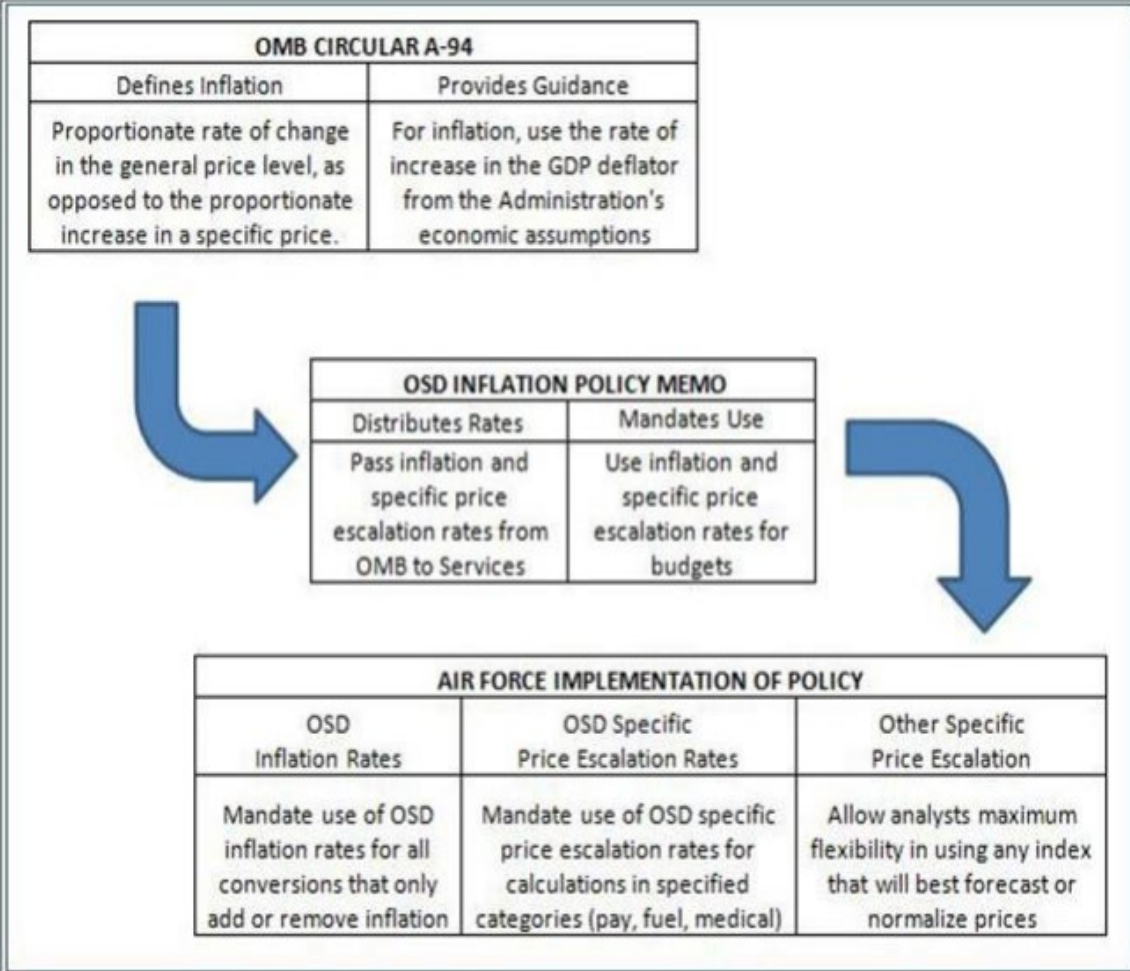 OMB CIRCULAR A-94
Defines Inflation
Provides Guidance
Proportionate rate of change
in the general price level, as
opposed to the proportionate
increase in a specific price.
For inflation, use the rate of
increase in the GDP deflator
from the Administration's
economic assumptions
OSD INFLATION POLICY MEMO
Distributes Rates
Mandates Use
Pass inflation and
specific price
escalation rates from
OMB to Services
Use inflation and
specific price
escalation rates for
budgets
AIR FORCE IMPLEMENTATION OF POLICY
OSD
Inflation Rates
OSD Specific
Price Escalation Rates
Other Specific
Price Escalation
Mandate use of OSD
inflation rates for all
conversions that only
add or remove inflation
Mandate use of OSD specific
price escalation rates for
calculations in specified
categories (pay, fuel, medical)
Allow analysts maximum
flexibility in using any index
that will best forecast or
normalize prices